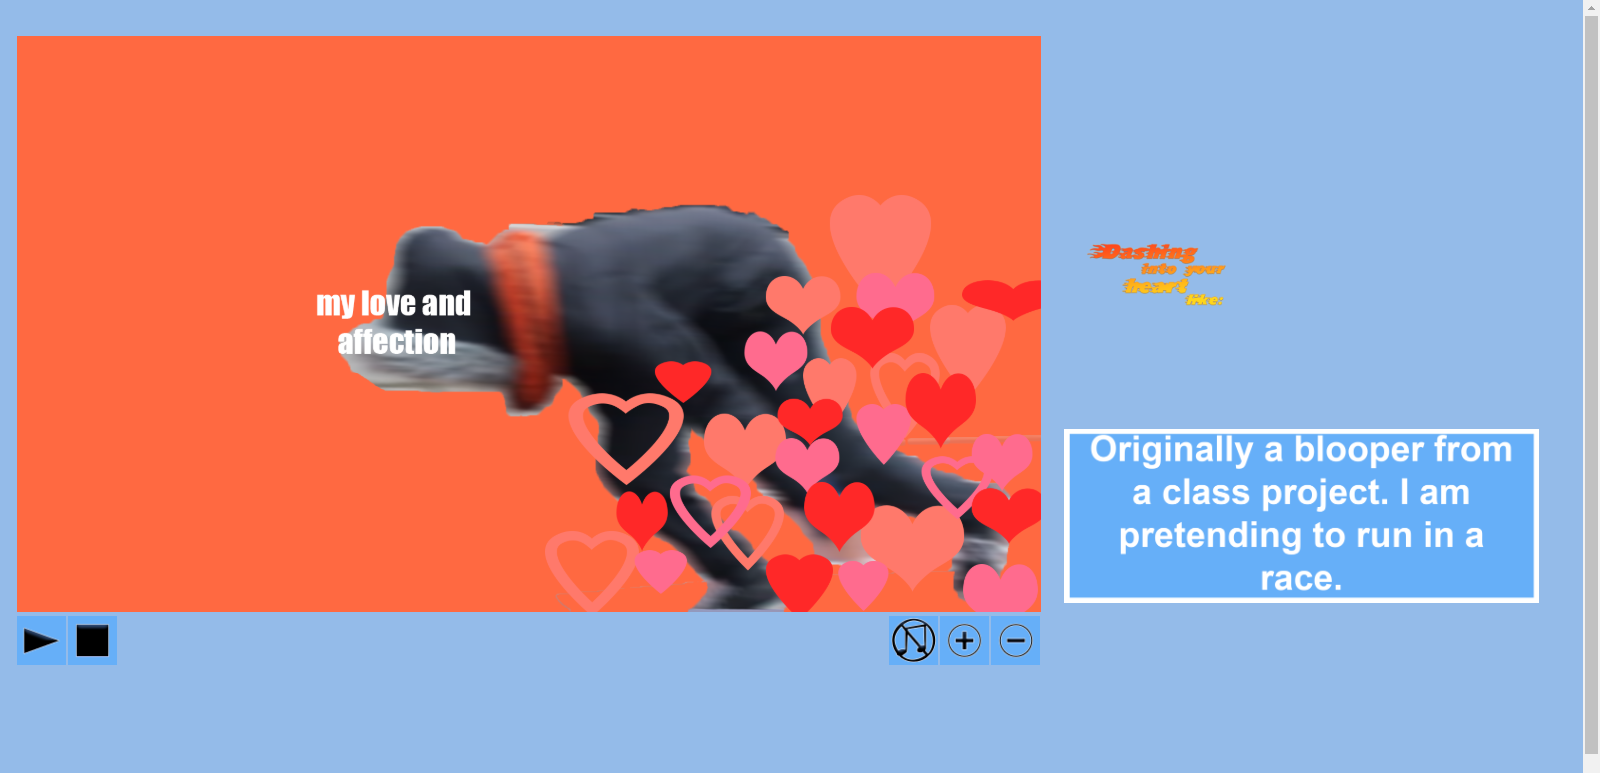 my love and
affection
Dashing
into your
heart
like:
Originally a blooper from
a class project. I am
pretending to run in a
race.